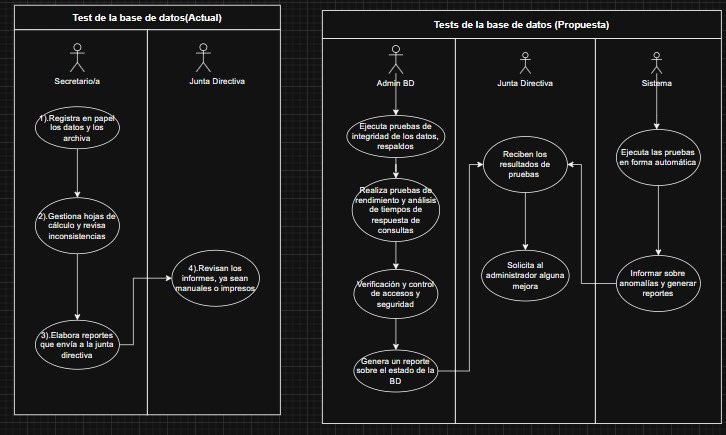 Test de la base de datos(Actual)
Secretario/a
Junta Directiva
1).Registra en papel
los datos y los
archiva
2).Gestiona hojas de
cálculo y revisa
inconsistencias
3).Elabora reportes
que envía a la junta
directiva
4).Revisan los
informes, ya sean
manuales o impresos
Tests de la base de datos (Propuesta)
Admin BD
Junta Directiva
Sistema
Ejecuta pruebas de
integridad de los datos,
respaldos
Realiza pruebas de
rendimiento y análisis
de tiempos de
respuesta de
consultas
Verificación y control
de accesos y
seguridad
Genera un reporte
sobre el estado de la
BD
Reciben los
resultados de
pruebas
Solicita al
administrador alguna
mejora
Ejecuta las pruebas
en forma automática
Informar sobre
anomalías y generar
reportes